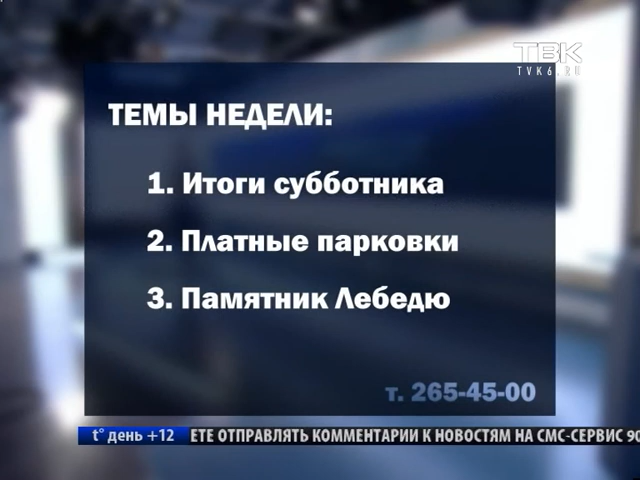 ТВК
TVK6.RU
ТЕМЫ НЕДЕЛИ:
1. Итоги субботника
2. Платные парковки
3. Памятник Лебедю
т. 265-45-00
t° день +12 ЕТЕ ОТПРАВЛЯТЬ КОММЕНТАРИИ К НОВОСТЯМ НА СМС-СЕРВИС 90